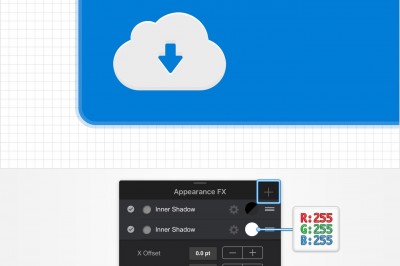 Appearance FX
Inner Shadow
Inner Shadow
R:255
G:255
B:255
X Offset
0.0 pt